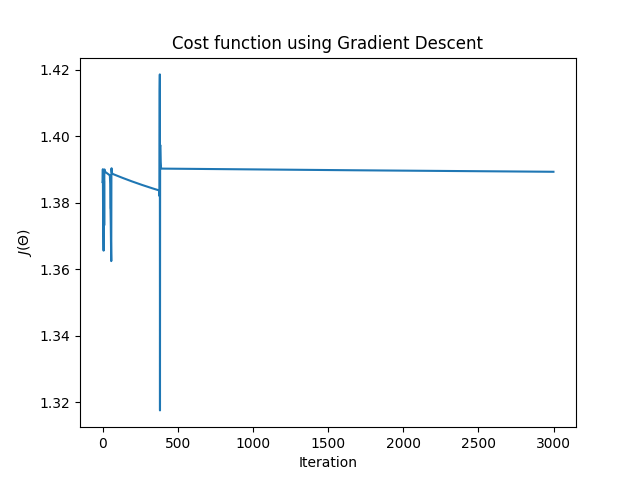 Cost function using Gradient Descent
1.42
1.40
1.38
1.36
1.34
1.32
J(Θ)
0 500 1000 1500 2000 2500 3000
Iteration